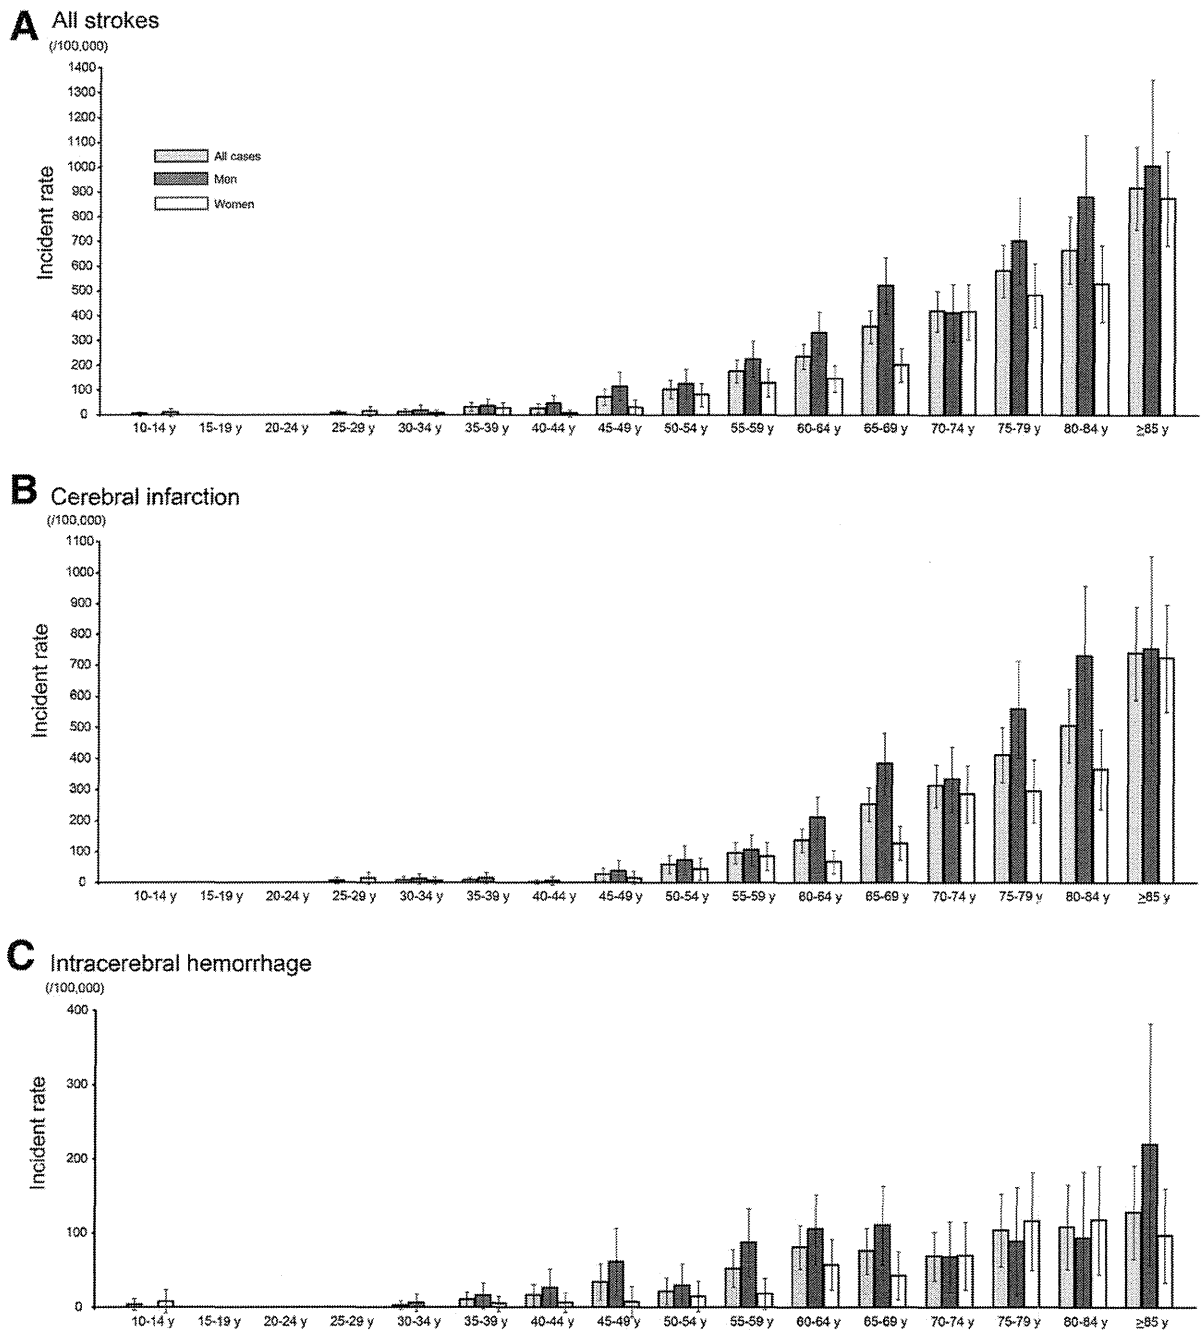 A All strokes
(/100,000)
1400
1300
1200
1100
1000
900
800
700
600
500
400
300
200
100
0
Incident rate
All cases
Men
Women
10-14 y 15-19 y 20-24 y 25-29 y 30-34 y 35-39 y 40-44 y 45-49 y 50-54 y 55-59 y 60-64 y 65-69 y 70-74 y 75-79 y 80-84 y ≥85 y
B Cerebral infarction
(/100,000)
1100
1000
900
800
700
600
500
400
300
200
100
0
Incident rate
10-14 y 15-19 y 20-24 y 25-29 y 30-34 y 35-39 y 40-44 y 45-49 y 50-54 y 55-59 y 60-64 y 65-69 y 70-74 y 75-79 y 80-84 y ≥85 y
C Intracerebral hemorrhage
(/100,000)
400
300
200
100
0
Incident rate
10-14 y 15-19 y 20-24 y 25-29 y 30-34 y 35-39 y 40-44 y 45-49 y 50-54 y 55-59 y 60-64 y 65-69 y 70-74 y 75-79 y 80-84 y ≥85 y